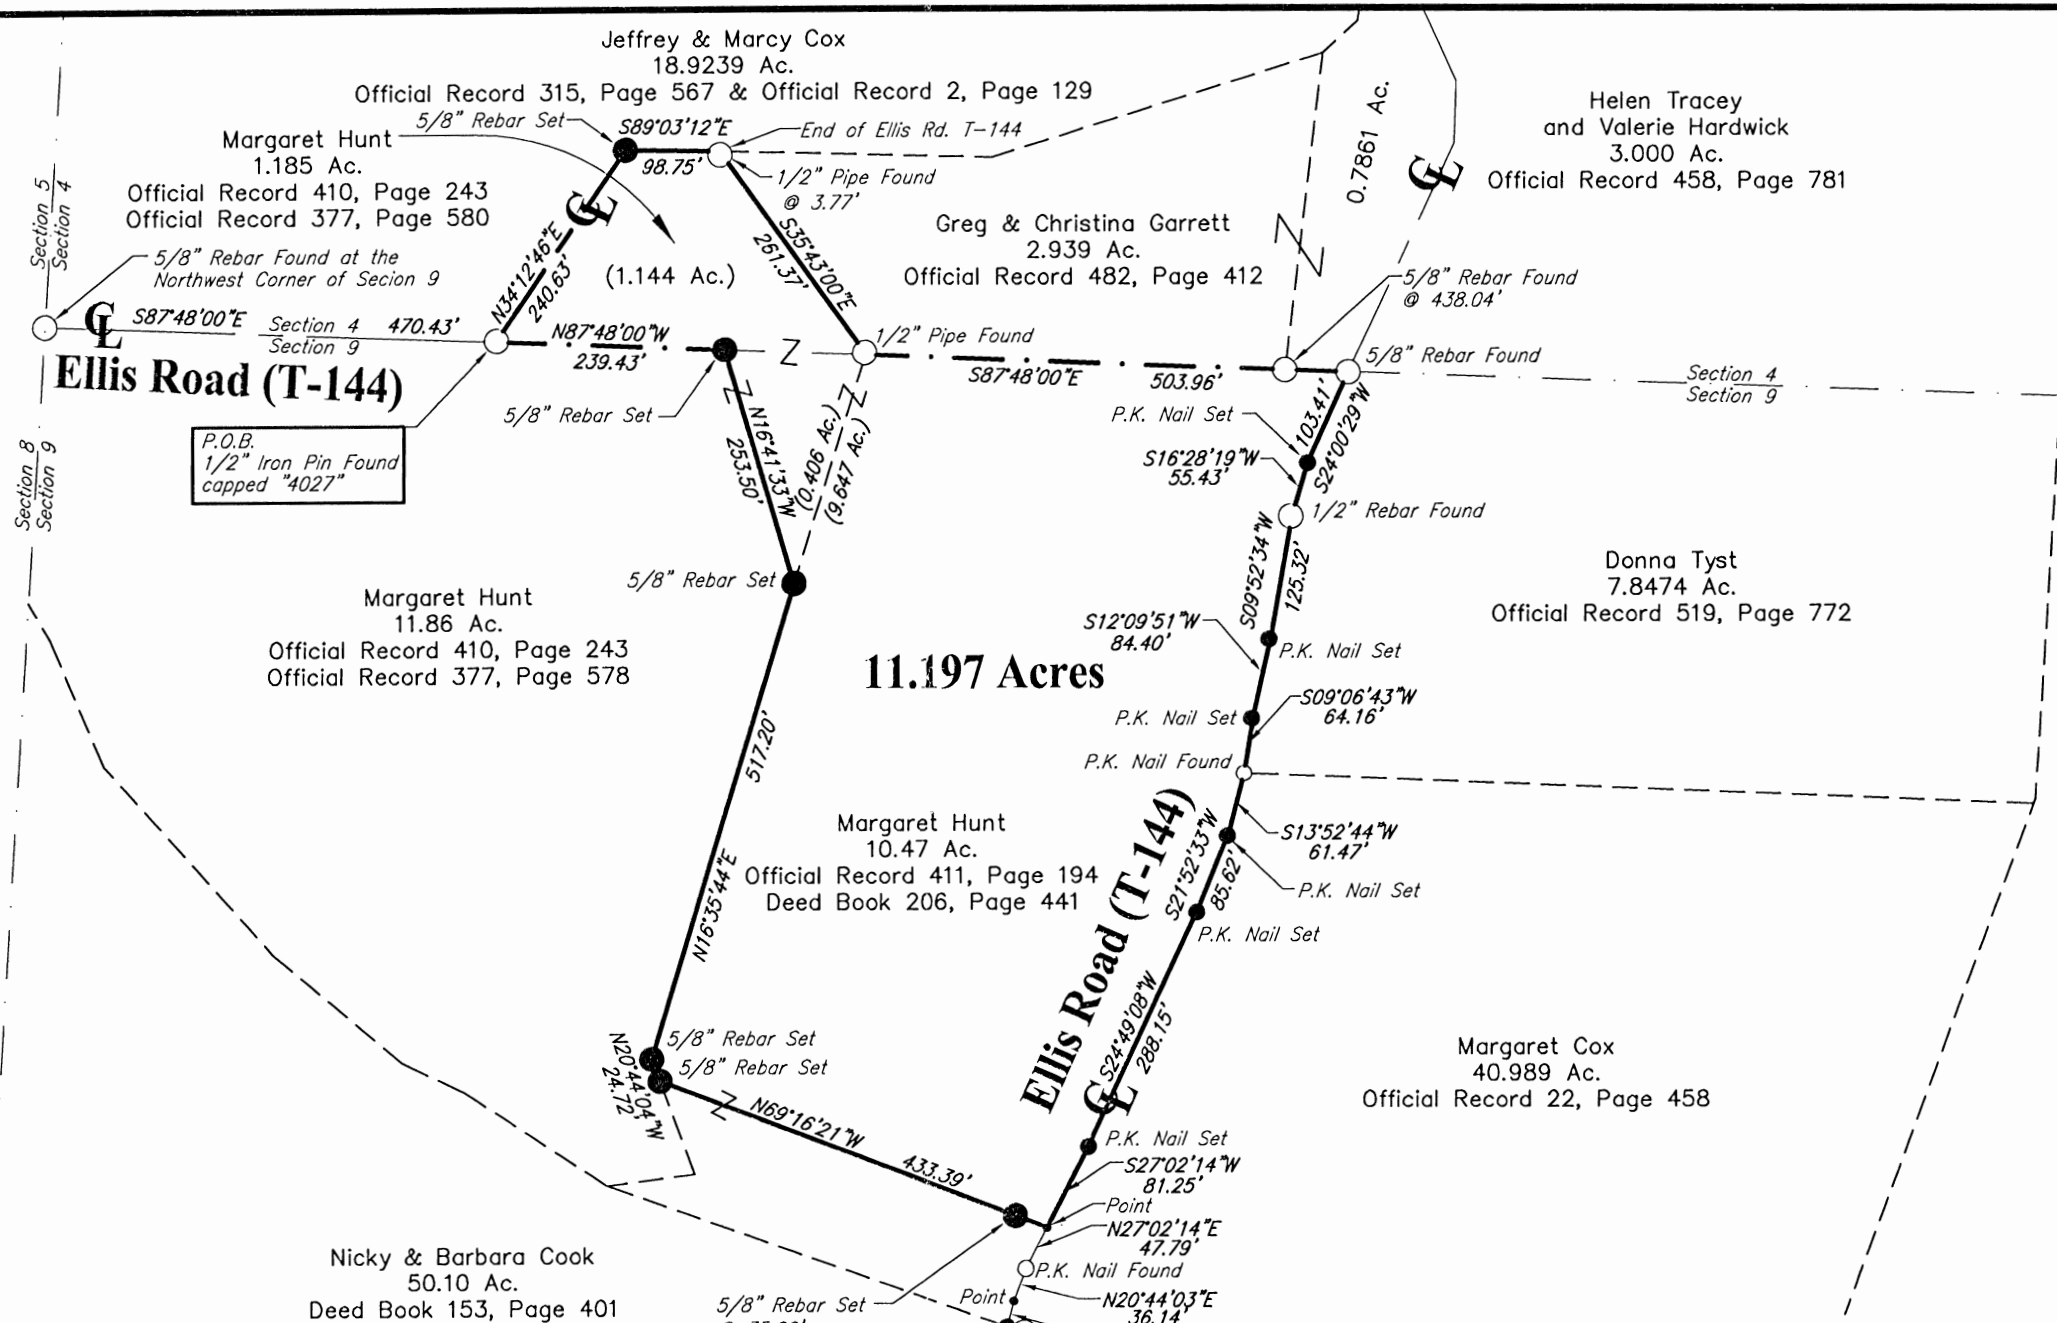 Jeffrey & Marcy Cox
18.9239 Ac.
Official Record 315, Page 567 & Official Record 2, Page 129
Margaret Hunt
1.185 Ac.
Official Record 410, Page 243
Official Record 377, Page 580
5/8" Rebar Set
S89°03'12"E
98.75'
End of Ellis Rd. T-144
1/2" Pipe Found
@ 3.77'
0.7861 Ac.
Helen Tracey
and Valerie Hardwick
3.000 Ac.
Official Record 458, Page 781
Section 5
Section 4
5/8" Rebar Found at the
Northwest Corner of Secion 9
N34°12'46"E
240.63'
(1.144 Ac.)
S35°43'00"E
261.37'
Greg & Christina Garrett
2.939 Ac.
Official Record 482, Page 412
5/8" Rebar Found
@ 438.04'
CL
CL
CL
S87°48'00"E
Section 4
Section 9
470.43'
Ellis Road (T-144)
N87°48'00"W
239.43'
Z
1/2" Pipe Found
S87°48'00"E
503.96'
5/8" Rebar Found
Section 4
Section 9
Z
P.O.B.
1/2" Iron Pin Found
capped "4027"
5/8" Rebar Set
Z
Z
N16°41'33"W
253.50'
(0.406 Ac.)
(9.647 Ac.)
P.K. Nail Set
103.41'
S24°00'29"W
S16°28'19"W
55.43'
1/2" Rebar Found
Section 8
Section 9
S09°52'34"W
125.32'
5/8" Rebar Set
Margaret Hunt
11.86 Ac.
Official Record 410, Page 243
Official Record 377, Page 578
Donna Tyst
7.8474 Ac.
Official Record 519, Page 772
S12°09'51"W
84.40'
P.K. Nail Set
11.197 Acres
S09°06'43"W
64.16'
P.K. Nail Set
P.K. Nail Found
517.20'
N16°35'44"E
Margaret Hunt
10.47 Ac.
Official Record 411, Page 194
Deed Book 206, Page 441
Ellis Road (T-144)
S13°52'44"W
61.47'
S21°52'33"W
85.62'
P.K. Nail Set
P.K. Nail Set
S24°49'08"W
288.15'
CL
5/8" Rebar Set
5/8" Rebar Set
N20°44'04"W
24.72'
Z
N69°16'21"W
433.39'
Margaret Cox
40.989 Ac.
Official Record 22, Page 458
P.K. Nail Set
S27°02'14"W
81.25'
Point
N27°02'14"E
47.79'
P.K. Nail Found
Nicky & Barbara Cook
50.10 Ac.
Deed Book 153, Page 401
5/8" Rebar Set
Point
N20°44'03"E
36.14'